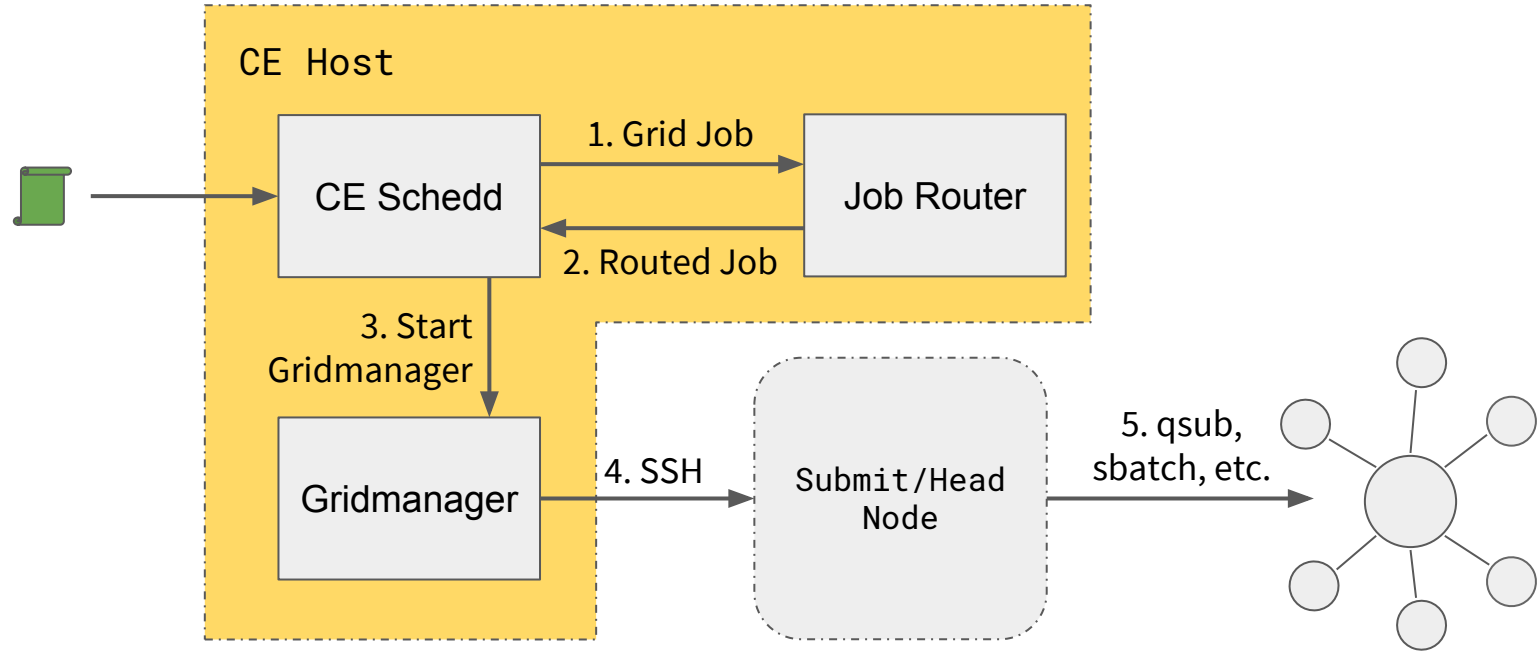 CE Host
1. Grid Job
CE Schedd
Job Router
2. Routed Job
3. Start
Gridmanager
Gridmanager
4. SSH
Submit/Head
Node
5. qsub,
sbatch, etc.